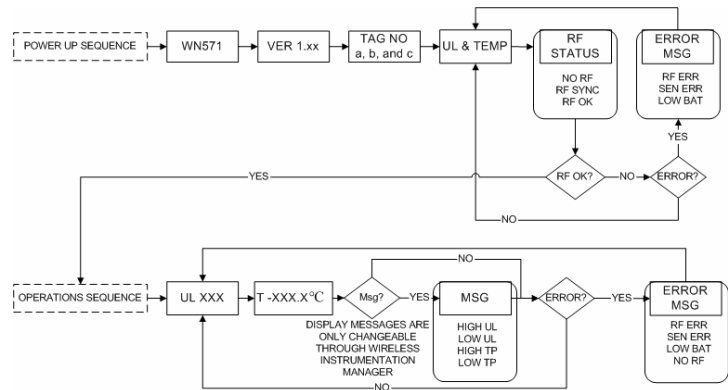 POWER UP SEQUENCE
WN571
VER 1.xx
TAG NO
a, b, and c
UL & TEMP
RF
STATUS
NO RF
RF SYNC
RF OK
ERROR
MSG
RF ERR
SEN ERR
LOW BAT
YES
RF OK?
NO
ERROR?
YES
NO
OPERATIONS SEQUENCE
UL XXX
T -XXX.X°C
Msg?
NO
YES
MSG
HIGH UL
LOW UL
HIGH TP
LOW TP
ERROR?
YES
ERROR
MSG
RF ERR
SEN ERR
LOW BAT
NO RF
DISPLAY MESSAGES ARE
ONLY CHANGEABLE
THROUGH WIRELESS
INSTRUMENTATION
MANAGER
NO